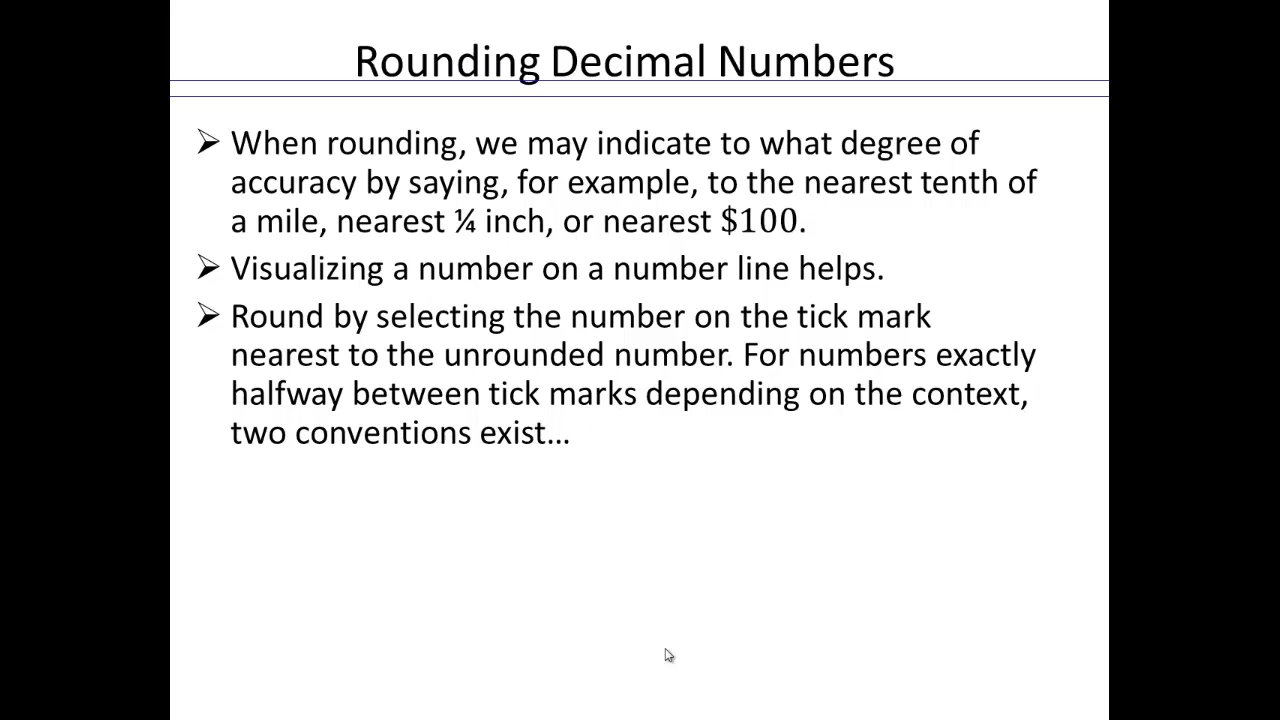 Rounding Decimal Numbers
➢ When rounding, we may indicate to what degree of
accuracy by saying, for example, to the nearest tenth of
a mile, nearest ¼ inch, or nearest $100.
➢ Visualizing a number on a number line helps.
➢ Round by selecting the number on the tick mark
nearest to the unrounded number. For numbers exactly
halfway between tick marks depending on the context,
two conventions exist…